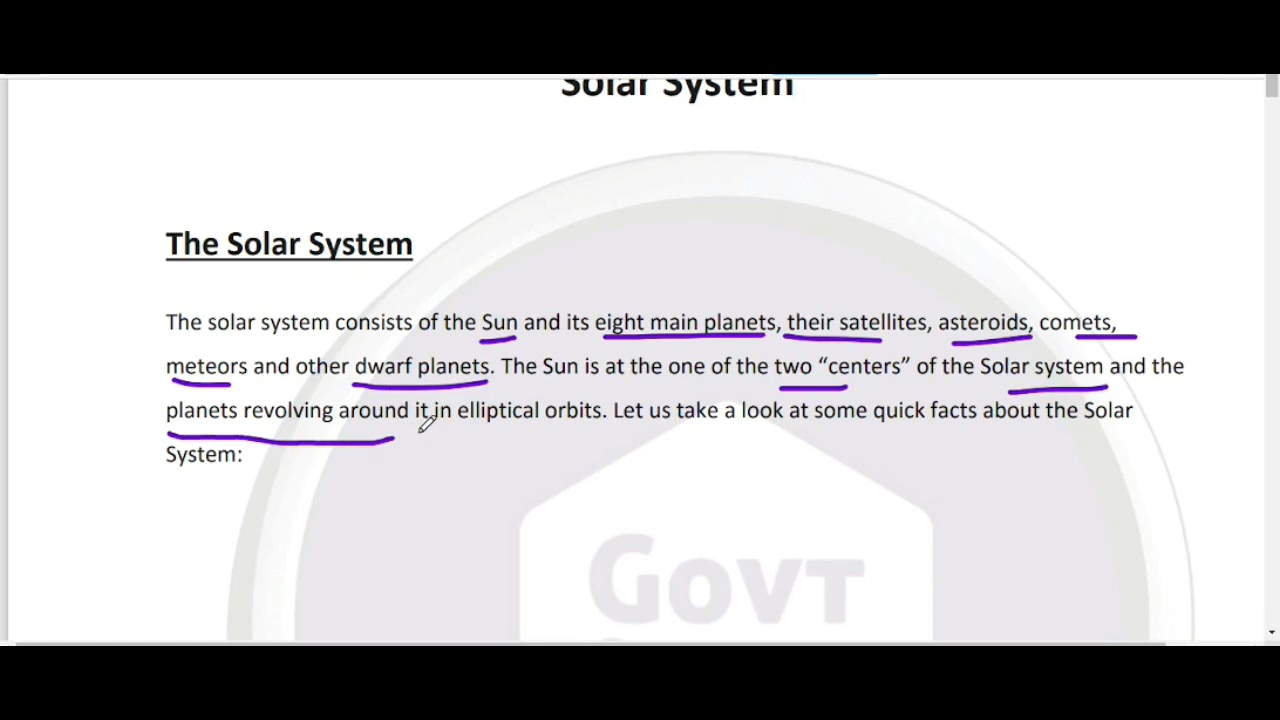 Solar System
The Solar System
The solar system consists of the Sun and its eight main planets, their satellites, asteroids, comets,
meteors and other dwarf planets. The Sun is at the one of the two “centers” of the Solar system and the
planets revolving around it in elliptical orbits. Let us take a look at some quick facts about the Solar
System:
GOVT